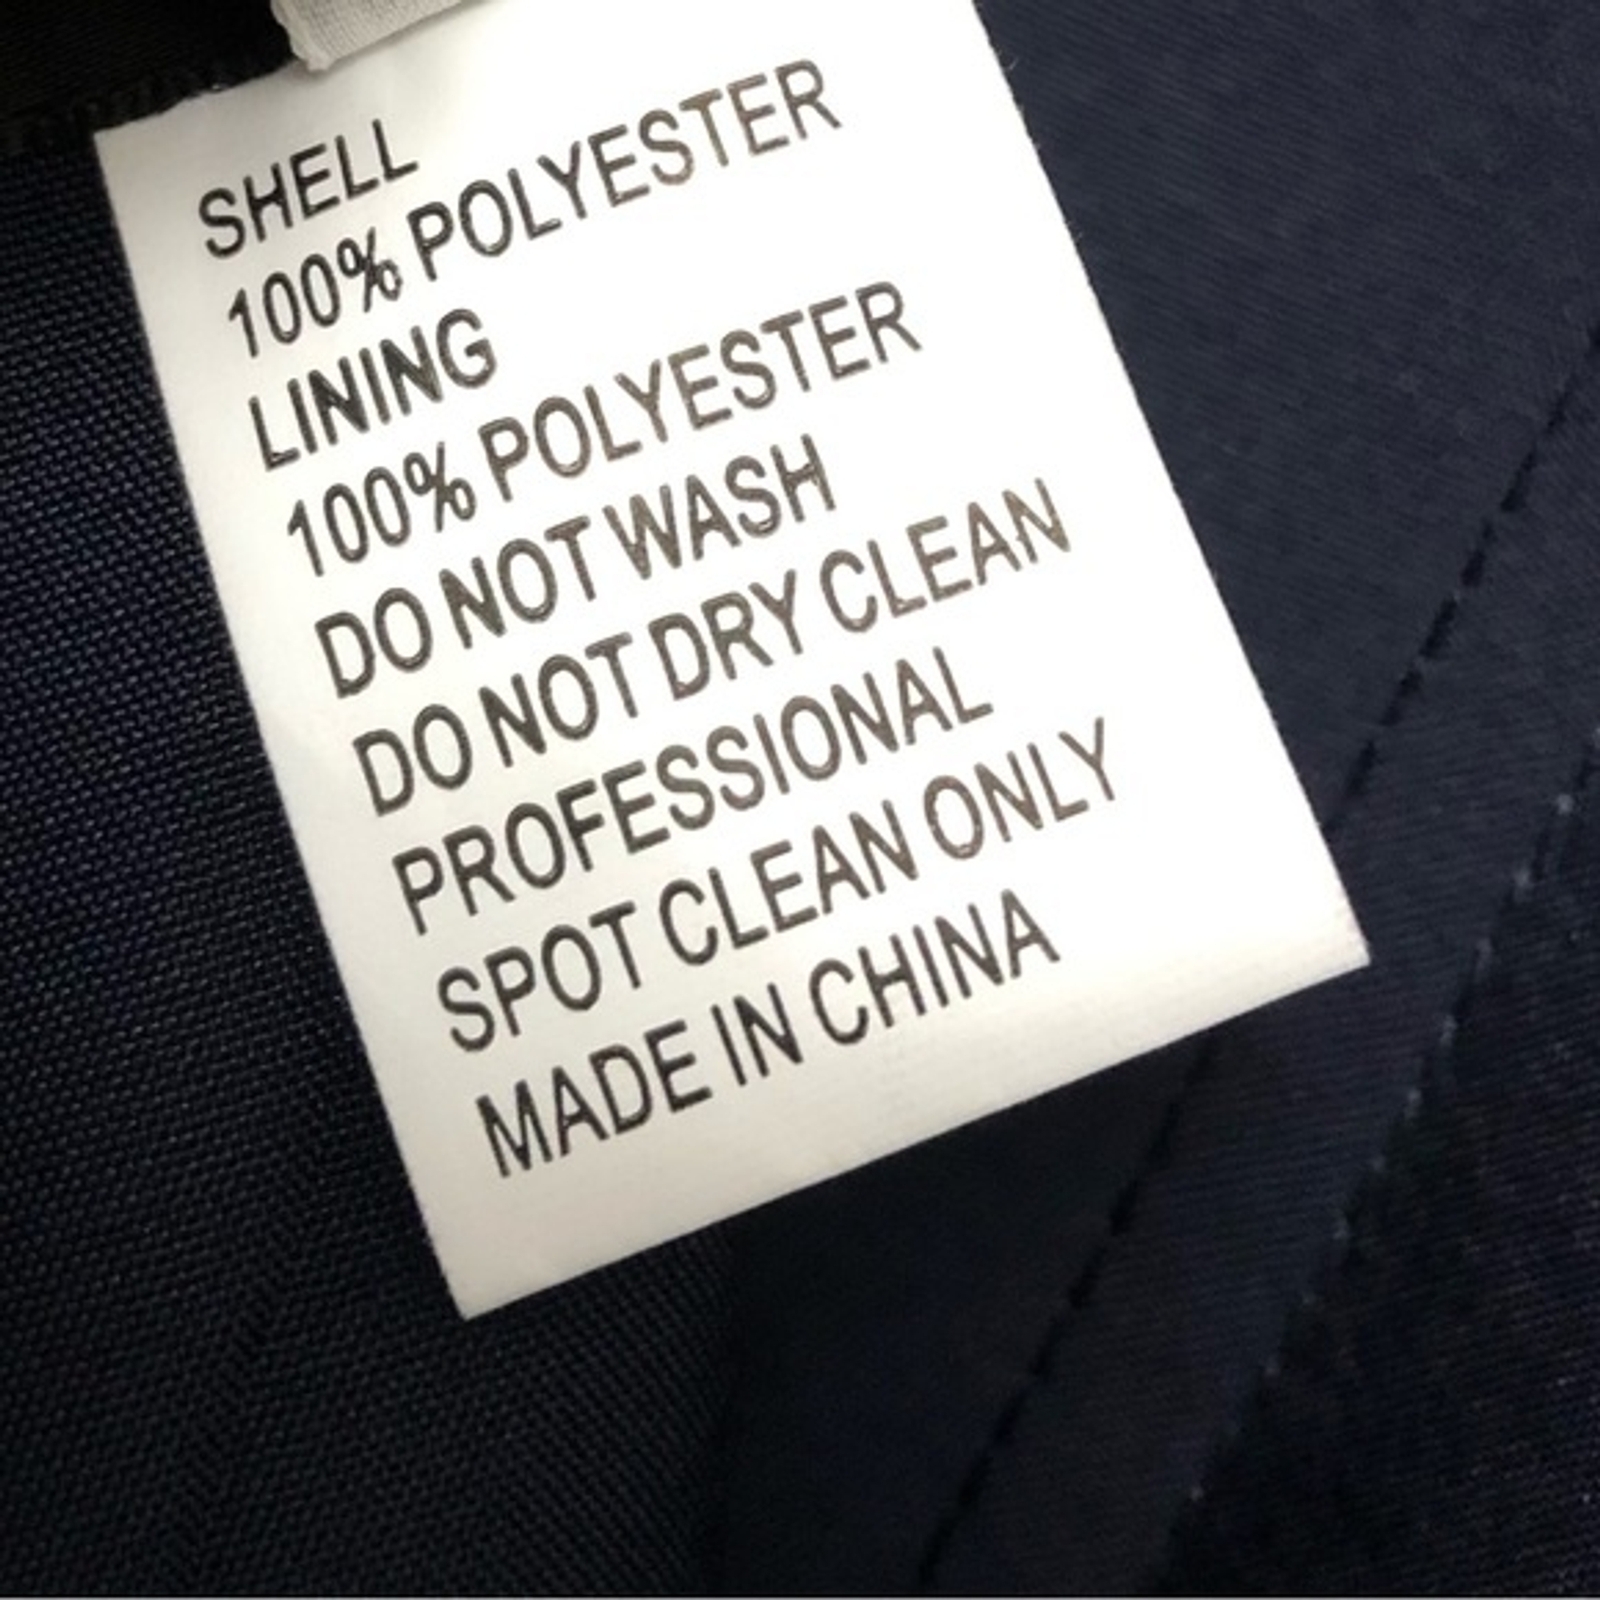 SHELL
100% POLYESTER
LINING
100% POLYESTER
DO NOT WASH
DO NOT DRY CLEAN
PROFESSIONAL
SPOT CLEAN ONLY
MADE IN CHINA